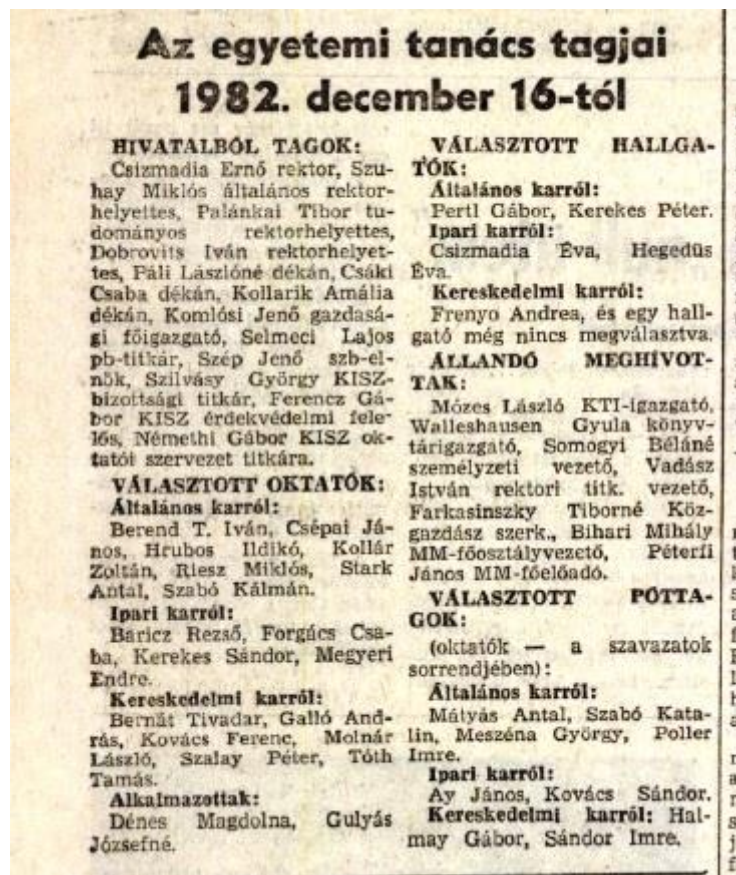 Az egyetemi tanács tagjai
1982. december 16-tól
HIVATALBÓL TAGOK:
Csizmadia Ernő rektor, Szu-
hay Miklós általános rektor-
helyettes, Palánkai Tibor tu-
dományos rektorhelyettes,
Dobrovits Iván rektorhelyet-
tes, Páli Lászlóné dékán, Csáki
Csaba dékán, Kollarik Amália
dékán, Komlósi Jenő gazdasá-
gi főigazgató, Selmeci Lajos
pb-titkár, Szép Jenő szb-el-
nök, Szilvásy György KISZ-
bizottsági titkár, Ferencz Gá-
bor KISZ érdekvédelmi fele-
lős, Némethi Gábor KISZ ok-
tatói szervezet titkára.
VÁLASZTOTT OKTATÓK:
Általános karról:
Berend T. Iván, Csépai Já-
nos, Hrubos Ildikó, Kollár
Zoltán, Riesz Miklós, Stark
Antal, Szabó Kálmán.
Ipari karról:
Baricz Rezső, Forgács Csa-
ba, Kerekes Sándor, Megyeri
Endre.
Kereskedelmi karról:
Bernát Tivadar, Galló And-
rás, Kovács Ferenc, Molnár
László, Szalay Péter, Tóth
Tamás.
Alkalmazottak:
Dénes Magdolna, Gulyás
Józsefné.
VÁLASZTOTT HALLGA-
TÓK:
Általános karról:
Pertl Gábor, Kerekes Péter.
Ipari karról:
Csizmadia Éva, Hegedüs
Éva.
Kereskedelmi karról:
Frenyo Andrea, és egy hall-
gató még nincs megválasztva.
ÁLLANDÓ MEGHÍVOT-
TAK:
Mózes László KTI-igazgató,
Walleshausen Gyula könyv-
tárigazgató, Somogyi Béláné
személyzeti vezető, Vadász
István rektori titk. vezető,
Farkasinszky Tiborné Köz-
gazdász szerk., Bihari Mihály
MM-főosztályvezető, Péterfi
János MM-főelőadó.
VÁLASZTOTT PÓTTA-
GOK:
(oktatók — a szavazatok
sorrendjében):
Általános karról:
Mátyás Antal, Szabó Kata-
lin, Meszéna György, Poller
Imre.
Ipari karról:
Ay János, Kovács Sándor.
Kereskedelmi karról: Hal-
may Gábor, Sándor Imre.